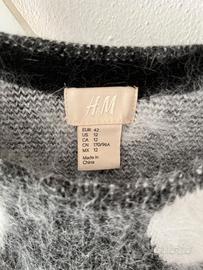 H&M
EUR 42
US 12
CA 12
CN 170/96A
MX 12
Made in
China